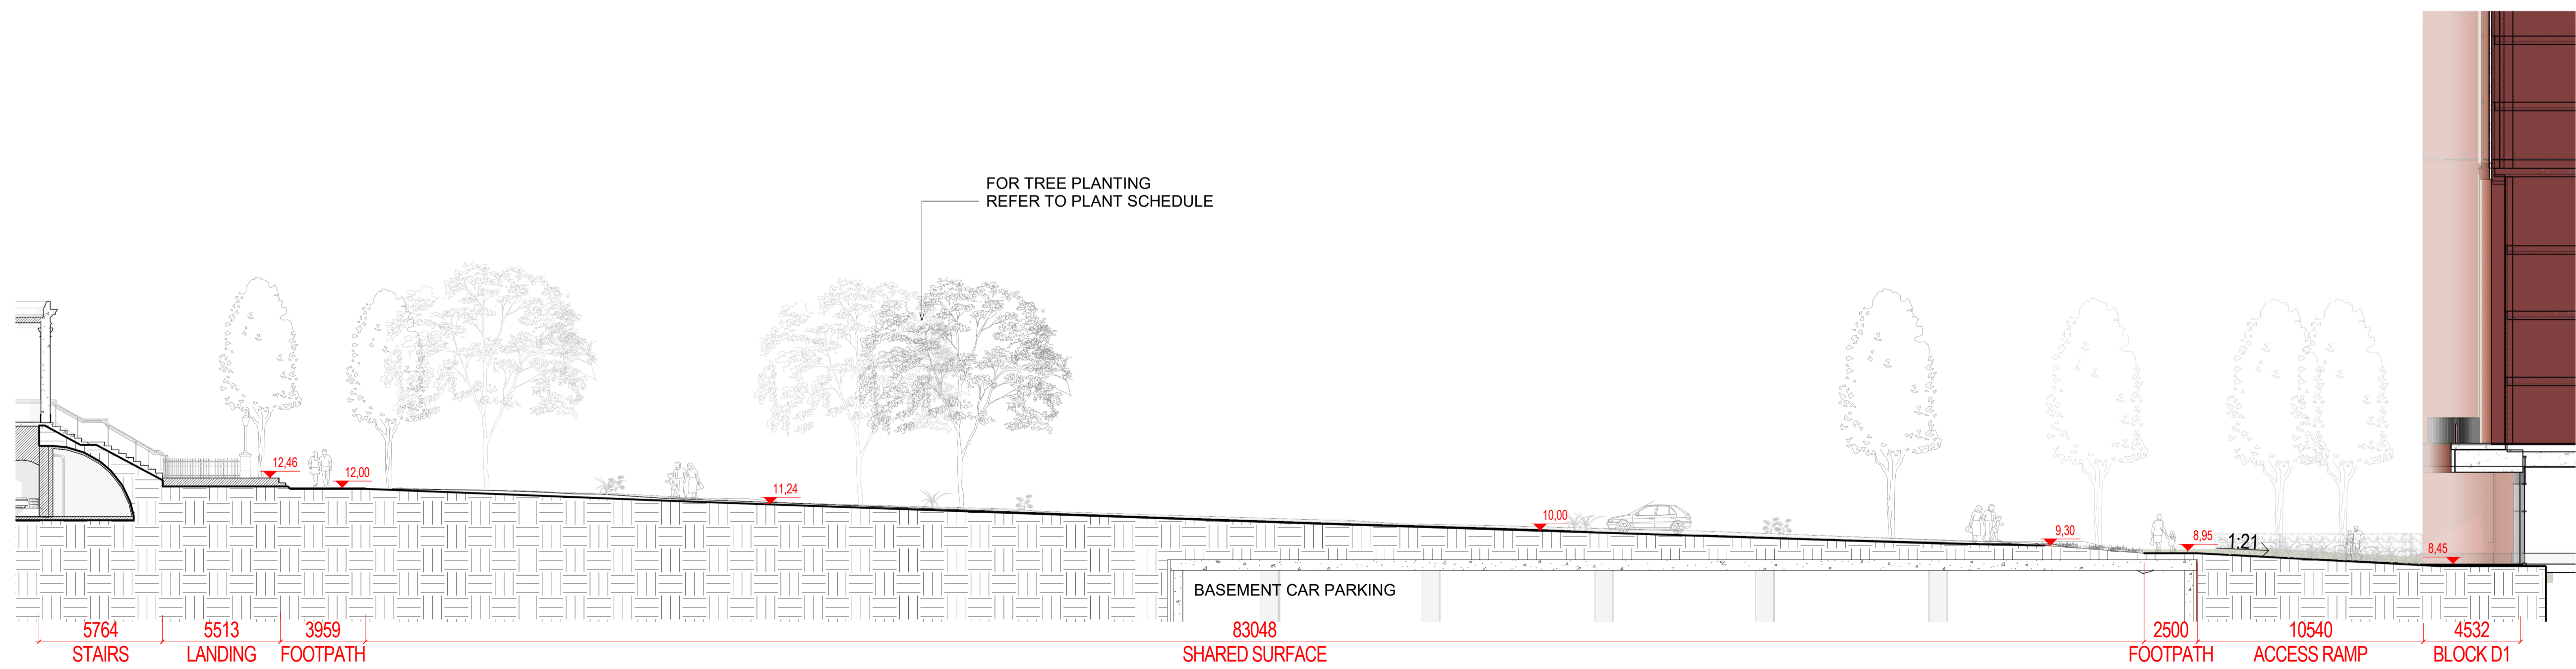 FOR TREE PLANTING
REFER TO PLANT SCHEDULE
12,46
12,00
11,24
10,00
9,30
8,95
1:21
8,45
BASEMENT CAR PARKING
5764 5513 3959 83048 2500 10540 4532
STAIRS LANDING FOOTPATH SHARED SURFACE FOOTPATH ACCESS RAMP BLOCK D1